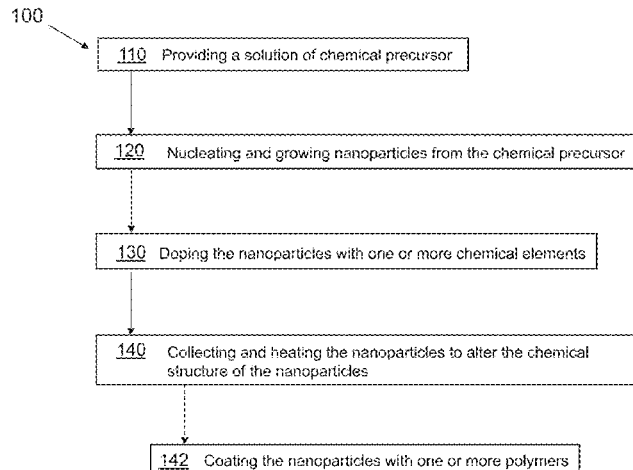 100
110 Providing a solution of chemical precursor
120 Nucleating and growing nanoparticles from the chemical precursor
130 Doping the nanoparticles with one or more chemical elements
140 Collecting and heating the nanoparticles to alter the chemical
structure of the nanoparticles
142 Coating the nanoparticles with one or more polymers